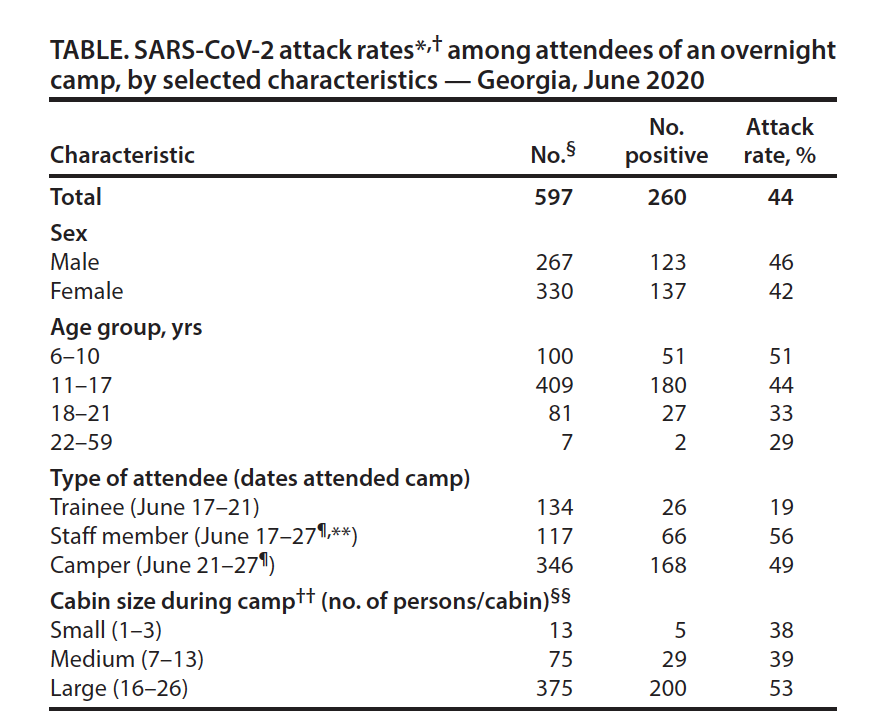 TABLE. SARS-CoV-2 attack rates*,† among attendees of an overnight
camp, by selected characteristics — Georgia, June 2020
Characteristic No.§ No. positive Attack rate, %
Total 597 260 44
Sex
Male 267 123 46
Female 330 137 42
Age group, yrs
6–10 100 51 51
11–17 409 180 44
18–21 81 27 33
22–59 7 2 29
Type of attendee (dates attended camp)
Trainee (June 17–21) 134 26 19
Staff member (June 17–27¶,**) 117 66 56
Camper (June 21–27¶) 346 168 49
Cabin size during camp†† (no. of persons/cabin)§§
Small (1–3) 13 5 38
Medium (7–13) 75 29 39
Large (16–26) 375 200 53